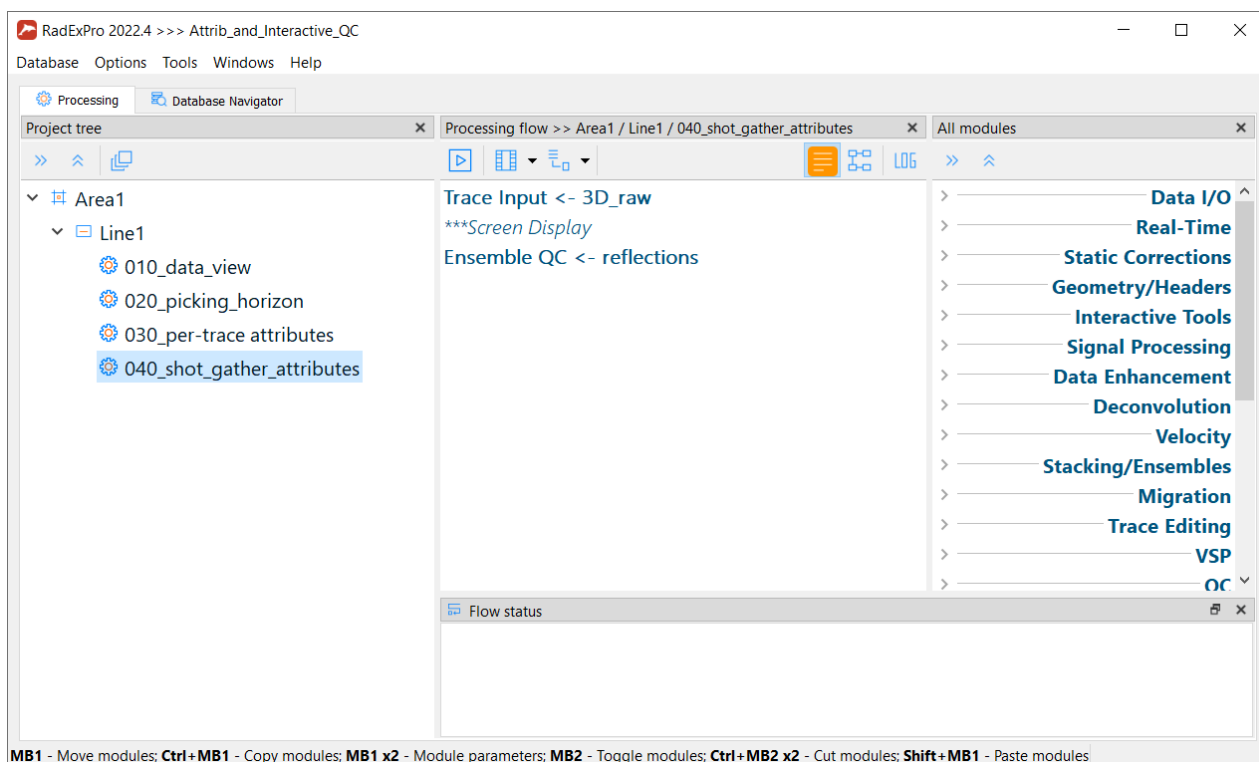 RadExPro 2022.4 >>> Attrib_and_Interactive_QC
Database Options Tools Windows Help
Processing Database Navigator
Project tree
Area1
Line1
010_data_view
020_picking_horizon
030_per-trace attributes
040_shot_gather_attributes
Processing flow >> Area1 / Line1 / 040_shot_gather_attributes
LOG
Trace Input <- 3D_raw
***Screen Display
Ensemble QC <- reflections
All modules
Data I/O
Real-Time
Static Corrections
Geometry/Headers
Interactive Tools
Signal Processing
Data Enhancement
Deconvolution
Velocity
Stacking/Ensembles
Migration
Trace Editing
VSP
QC
Flow status
MB1 - Move modules; Ctrl+MB1 - Copy modules; MB1 x2 - Module parameters; MB2 - Toggle modules; Ctrl+MB2 x2 - Cut modules; Shift+MB1 - Paste modules